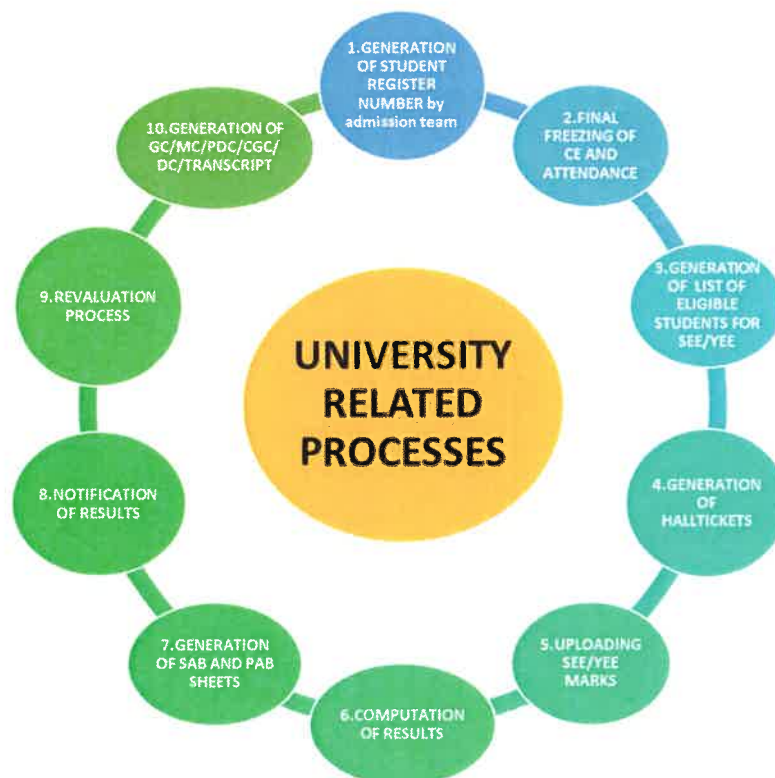 1.GENERATION
OF STUDENT
REGISTER
NUMBER by
admission team
2.FINAL
FREEZING OF
CE AND
ATTENDANCE
3.GENERATION
OF LIST OF
ELIGIBLE
STUDENTS FOR
SEE/YEE
4.GENERATION
OF
HALLTICKETS
5.UPLOADING
SEE/YEE
MARKS
6.COMPUTATION
OF RESULTS
7.GENERATION
OF SAB AND PAB
SHEETS
8.NOTIFICATION
OF RESULTS
9.REVALUATION
PROCESS
10.GENERATION OF
GC/MC/PDC/CGC/
DC/TRANSCRIPT
UNIVERSITY
RELATED
PROCESSES